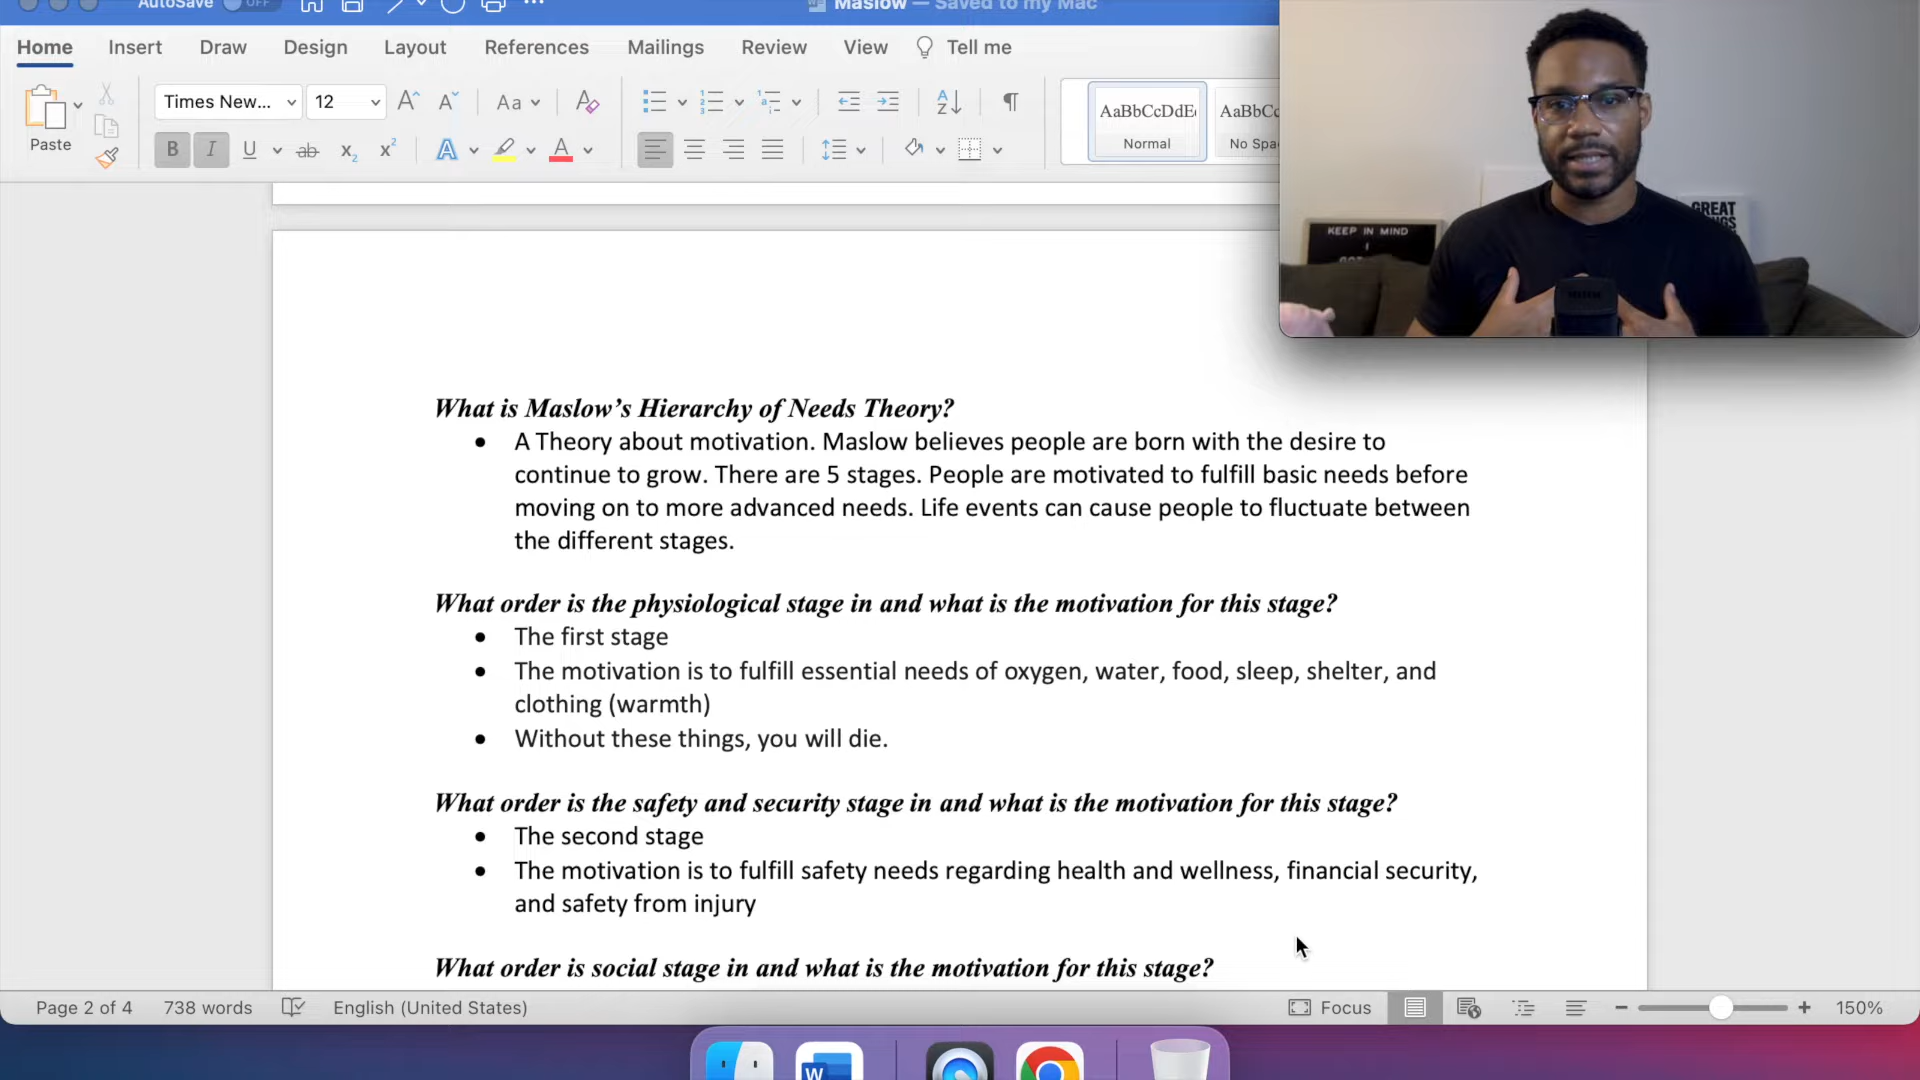 AutoSave OFF
Maslow — Saved to my Mac
Home Insert Draw Design Layout References Mailings Review View Tell me
Paste
Times New... 12 Aa
AaBbCcDdEe AaBbCc
Normal No Spa
B I U ab X₂ X² A A
KEEP IN MIND
I
GREAT
What is Maslow’s Hierarchy of Needs Theory?
• A Theory about motivation. Maslow believes people are born with the desire to
continue to grow. There are 5 stages. People are motivated to fulfill basic needs before
moving on to more advanced needs. Life events can cause people to fluctuate between
the different stages.
What order is the physiological stage in and what is the motivation for this stage?
• The first stage
• The motivation is to fulfill essential needs of oxygen, water, food, sleep, shelter, and
clothing (warmth)
• Without these things, you will die.
What order is the safety and security stage in and what is the motivation for this stage?
• The second stage
• The motivation is to fulfill safety needs regarding health and wellness, financial security,
and safety from injury
What order is social stage in and what is the motivation for this stage?
Page 2 of 4 738 words English (United States) Focus 150%
W